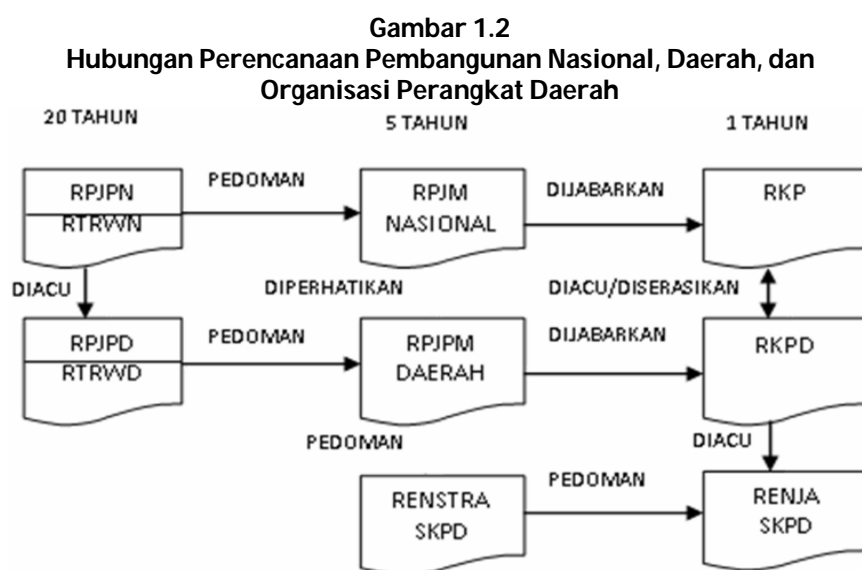 Gambar 1.2
Hubungan Perencanaan Pembangunan Nasional, Daerah, dan
Organisasi Perangkat Daerah
20 TAHUN
5 TAHUN
1 TAHUN
RPJPN
RTRWN
PEDOMAN
RPJM
NASIONAL
DIJABARKAN
RKP
DIACU
DIPERHATIKAN
DIACU/DISERASIKAN
RPJPD
RTRWD
PEDOMAN
RPJPM
DAERAH
DIJABARKAN
RKPD
PEDOMAN
DIACU
RENSTRA
SKPD
PEDOMAN
RENJA
SKPD